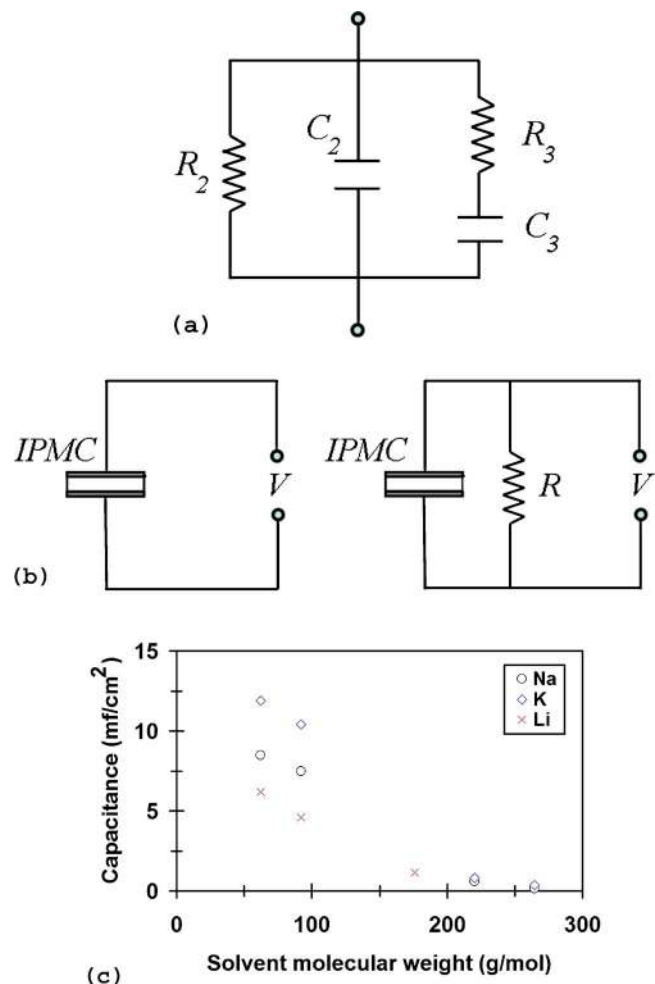 C2
R2
R3
C3
(a)
IPMC
V
IPMC
R
V
(b)
15
10
5
0
Capacitance (mf/cm²)
Na
K
Li
0 100 200 300
Solvent molecular weight (g/mol)
(c)